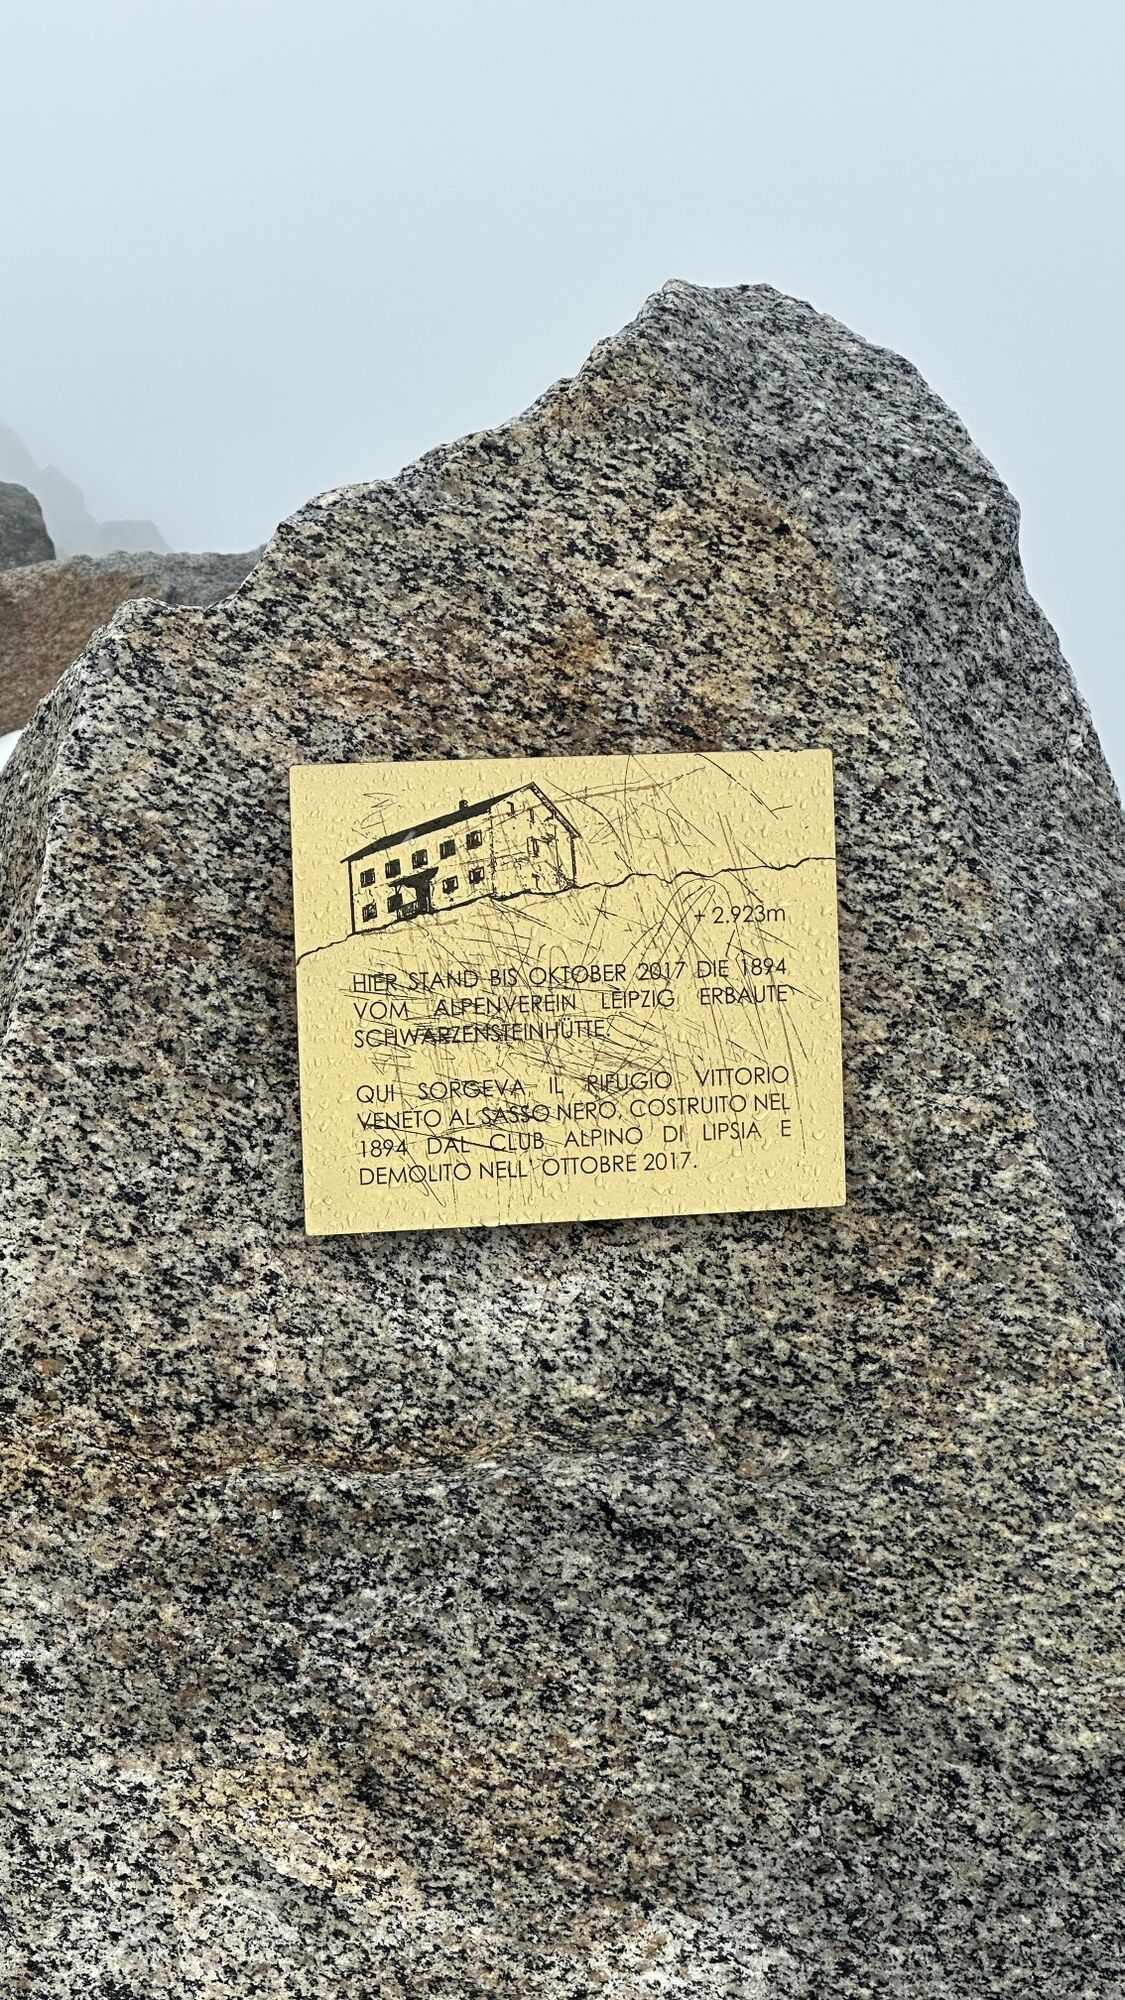 + 2.923m
HIER STAND BIS OKTOBER 2017 DIE 1894
VOM ALPENVEREIN LEIPZIG ERBAUTE
SCHWARZENSTEINHÜTTE.
QUI SORGEVA IL RIFUGIO VITTORIO
VENETO AL SASSO NERO, COSTRUITO NEL
1894 DAL CLUB ALPINO DI LIPSIA E
DEMOLITO NELL' OTTOBRE 2017.